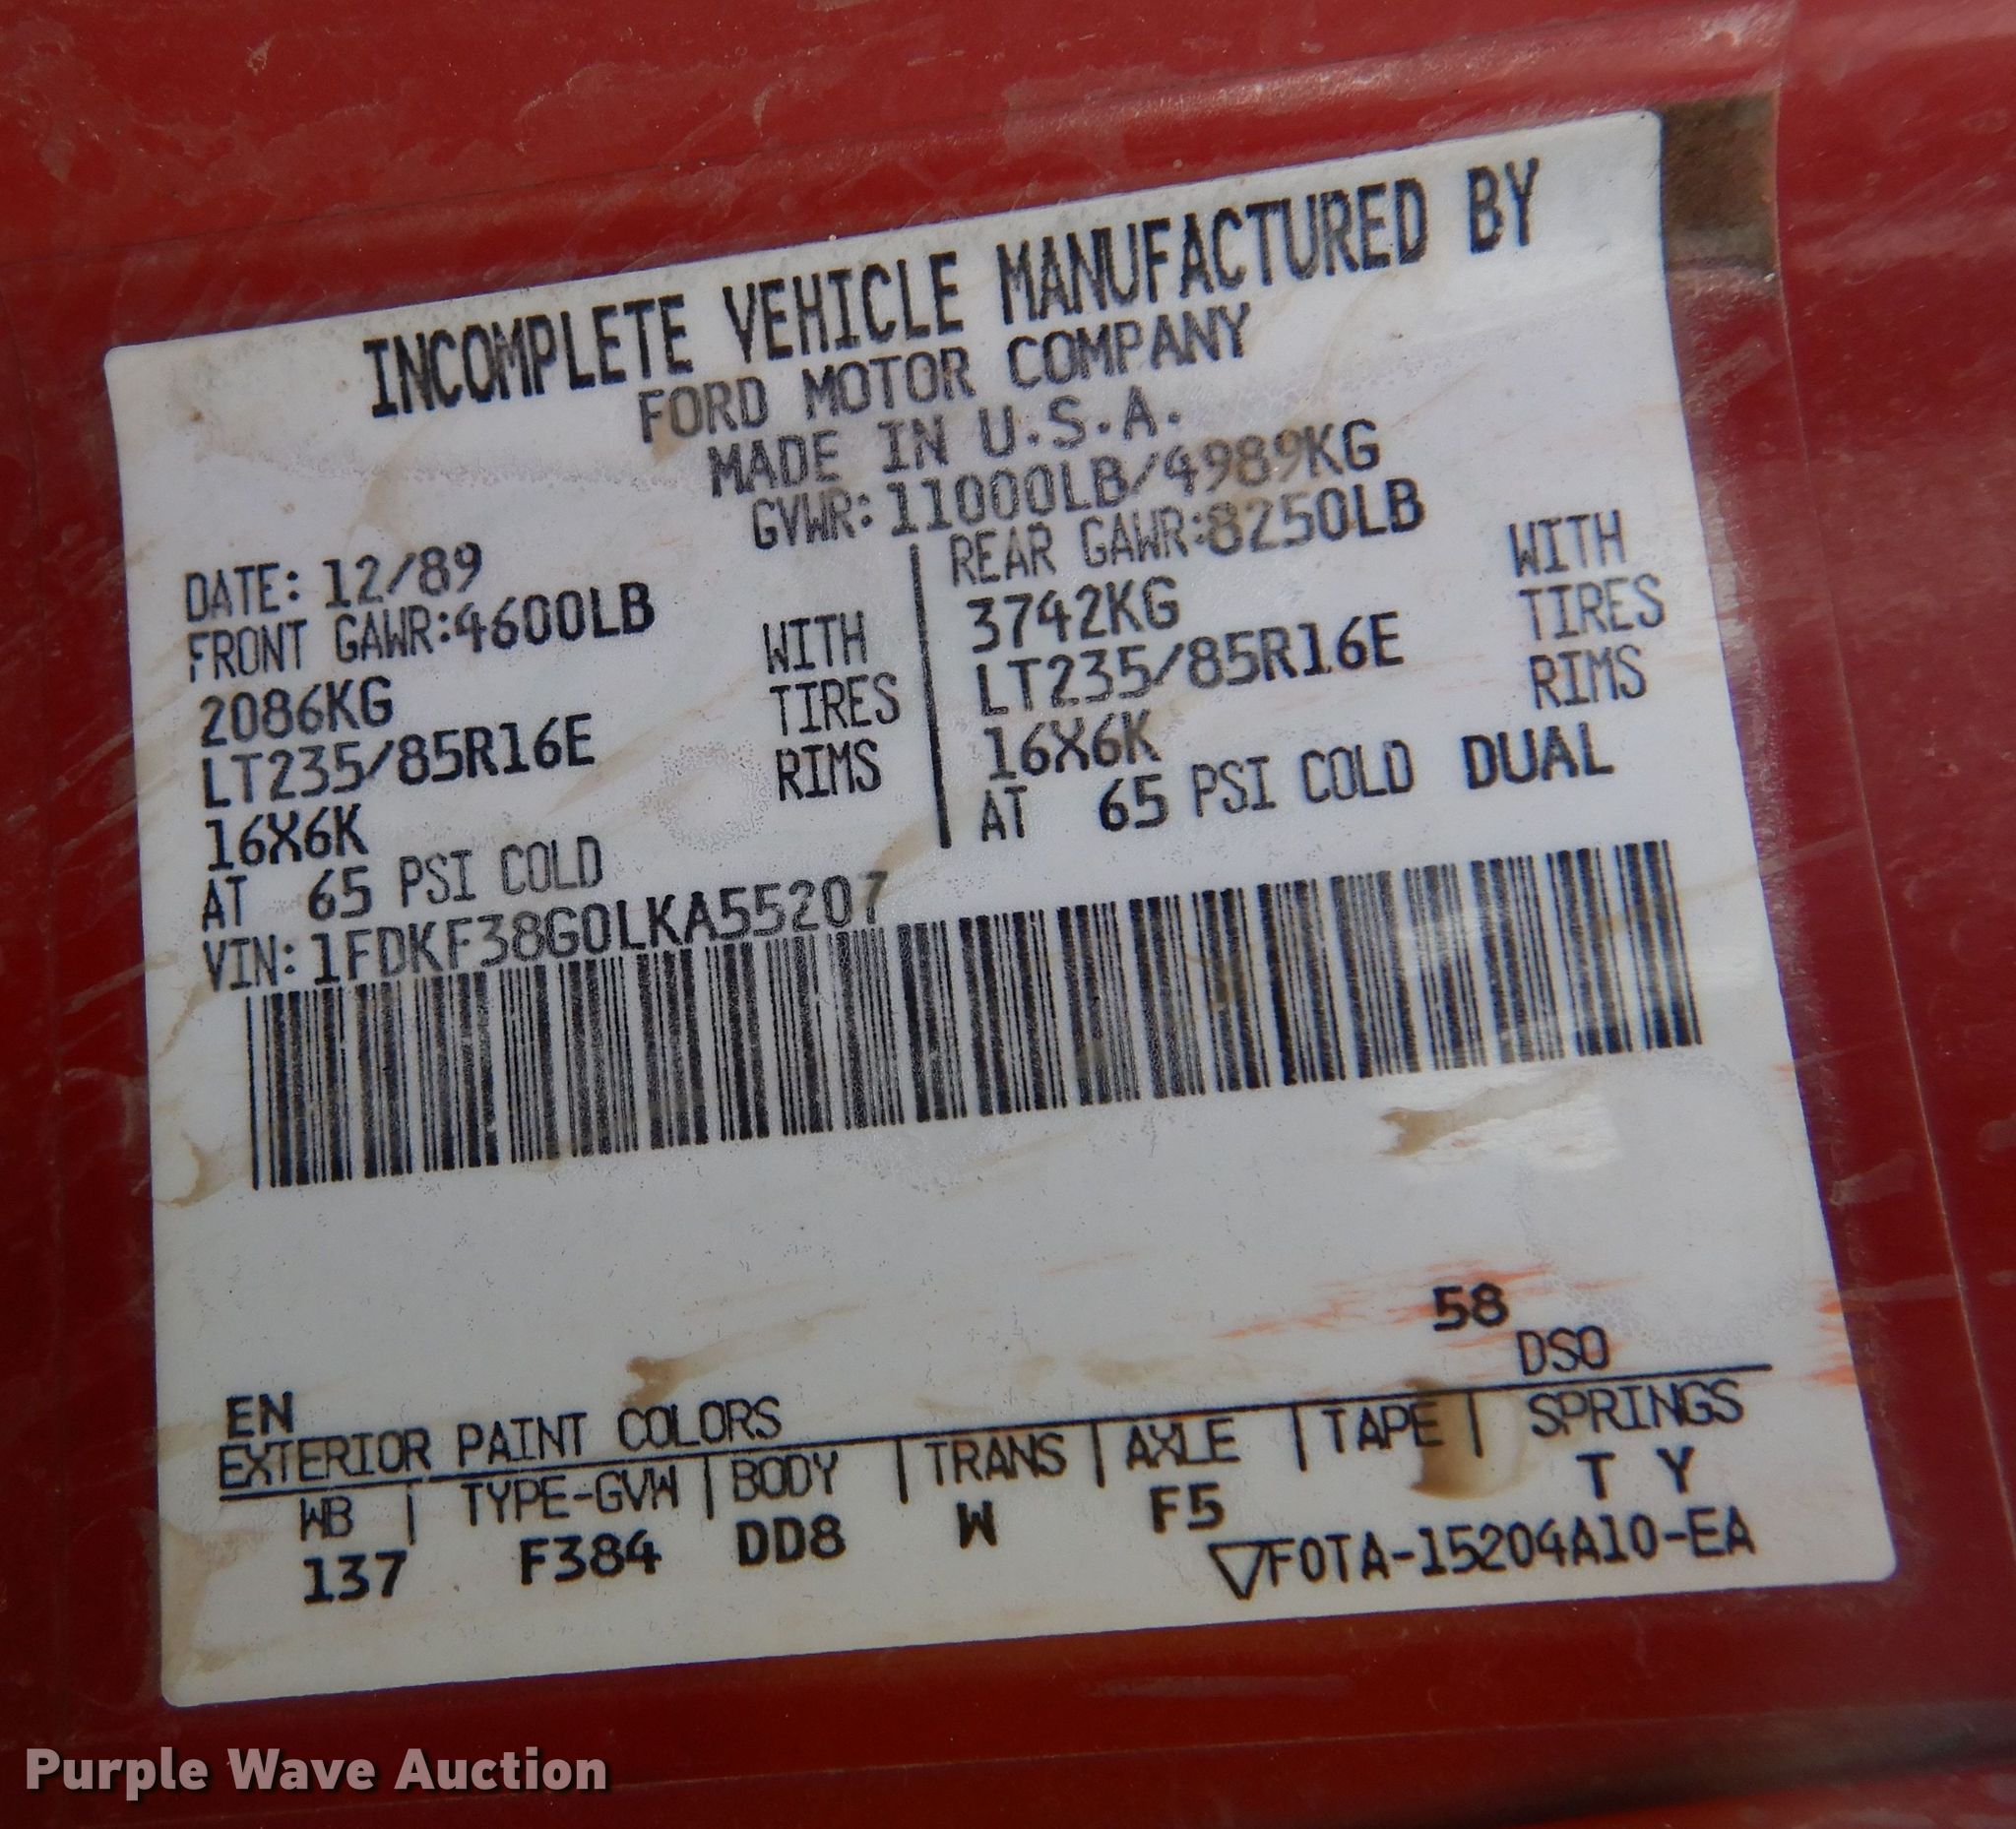 INCOMPLETE VEHICLE MANUFACTURED BY
FORD MOTOR COMPANY
MADE IN U.S.A.
GVWR:11000LB/4989KG
DATE: 12/89
FRONT GAWR:4600LB
2086KG WITH
LT235/85R16E TIRES
16X6K RIMS
AT 65 PSI COLD
REAR GAWR:8250LB
3742KG WITH
LT235/85R16E TIRES
16X6K RIMS
AT 65 PSI COLD DUAL
VIN: 1FDKF38G0LKA55207
58
DSO
EN
EXTERIOR PAINT COLORS
WB | TYPE-GVW | BODY | TRANS | AXLE | TAPE | SPRINGS
137 F384 DD8 W F5 T Y
▽F0TA-15204A10-EA
Purple Wave Auction